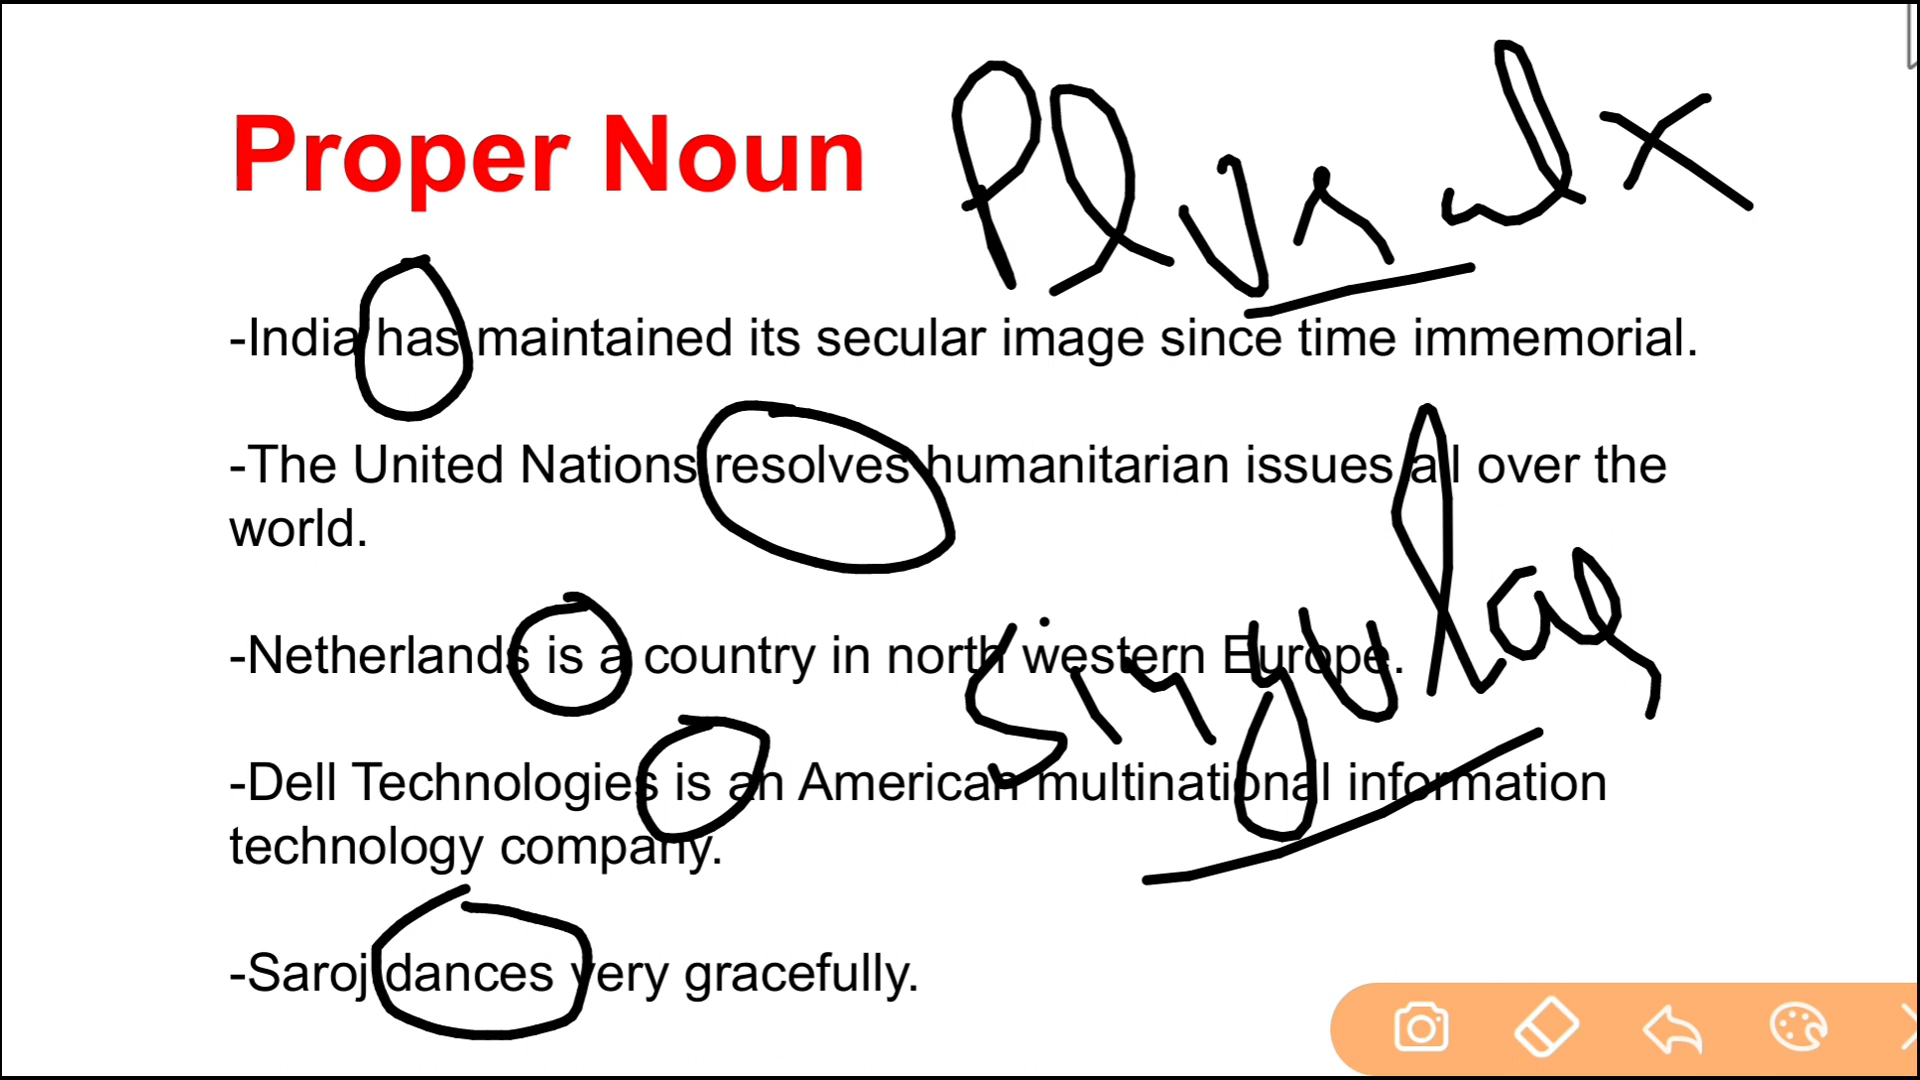 Proper Noun
Plural x
-India has maintained its secular image since time immemorial.
-The United Nations resolves humanitarian issues all over the
world.
-Netherlands is a country in north western Europe.
singular
-Dell Technologies is an American multinational information
technology company.
-Saroj dances very gracefully.